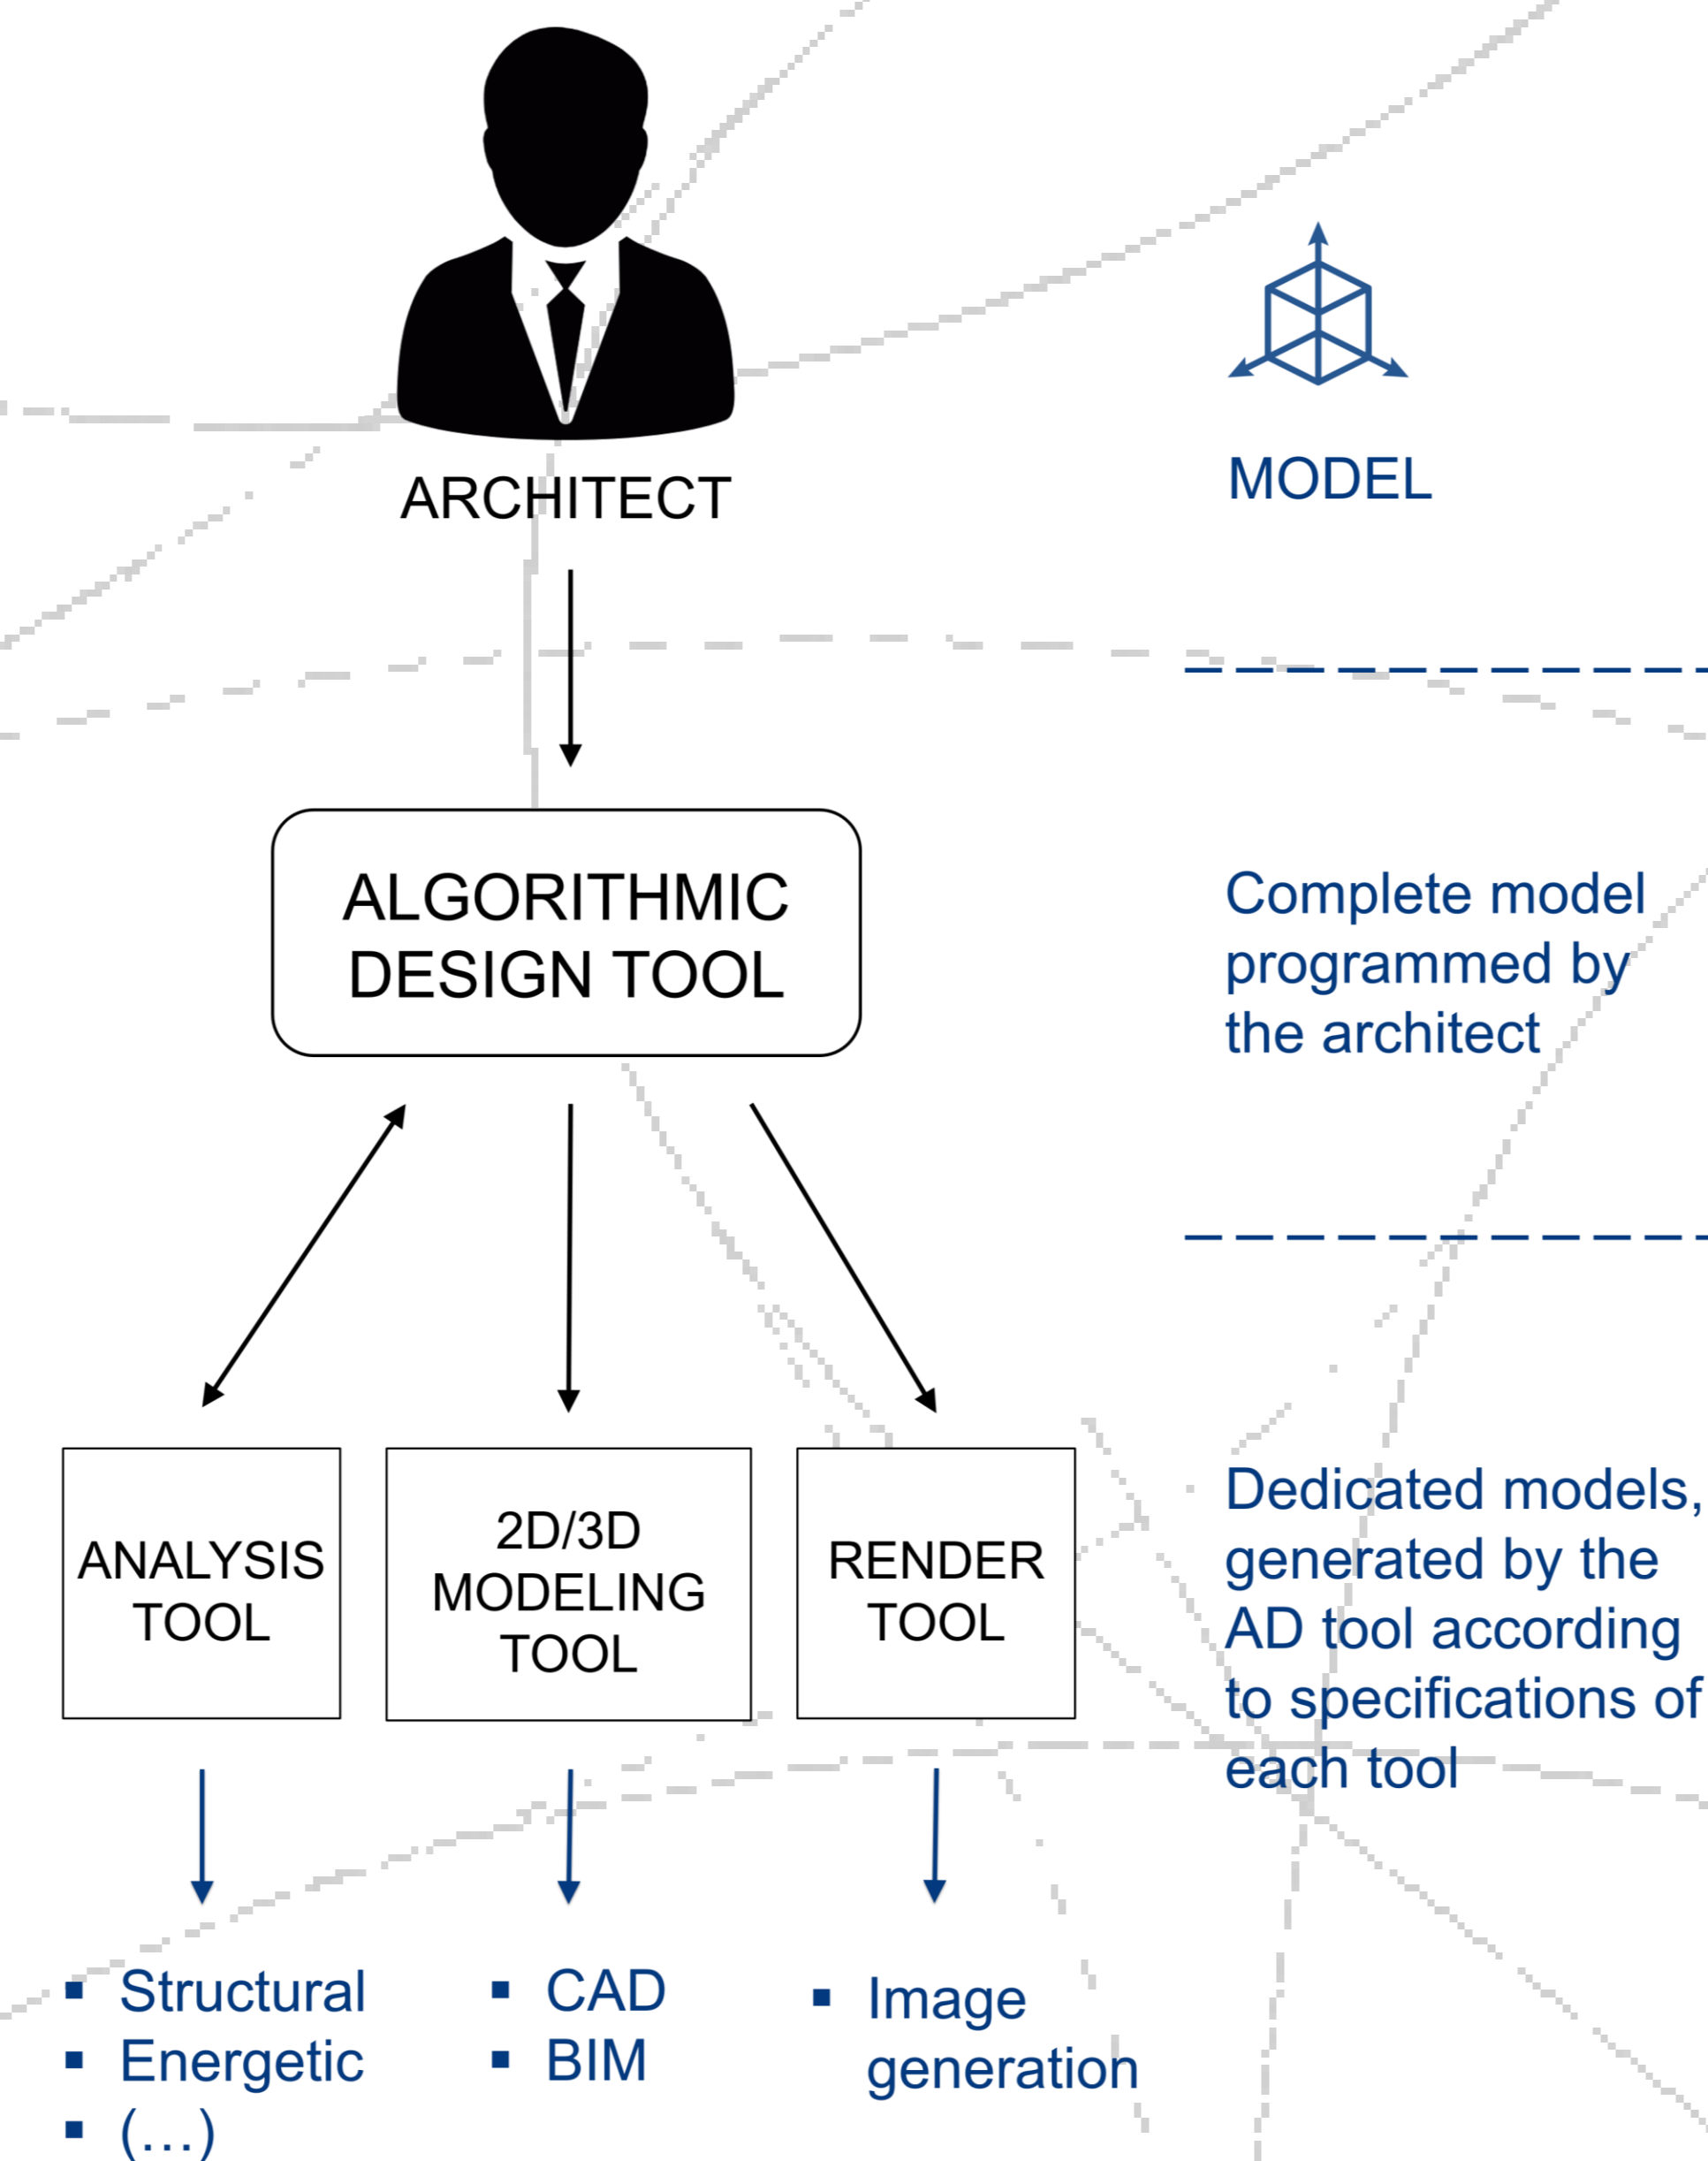 ARCHITECT
MODEL
ALGORITHMIC
DESIGN TOOL
Complete model
programmed by
the architect
ANALYSIS
TOOL
2D/3D
MODELING
TOOL
RENDER
TOOL
Dedicated models,
generated by the
AD tool according
to specifications of
each tool
▪ Structural
▪ Energetic
▪ (…)
▪ CAD
▪ BIM
▪ Image
generation